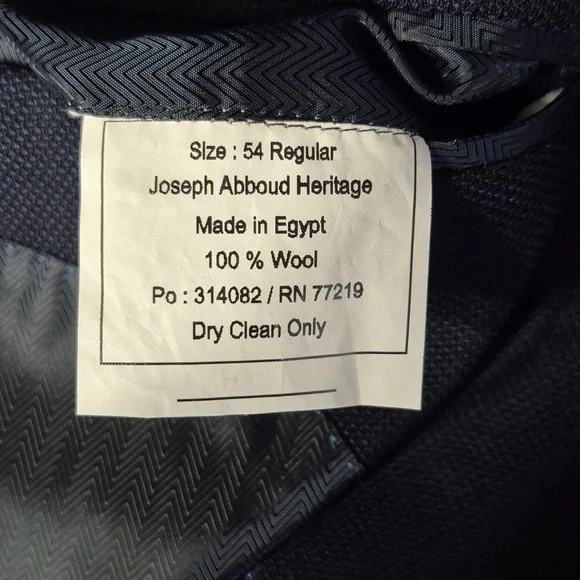 Size : 54 Regular
Joseph Abboud Heritage
Made in Egypt
100 % Wool
Po : 314082 / RN 77219
Dry Clean Only